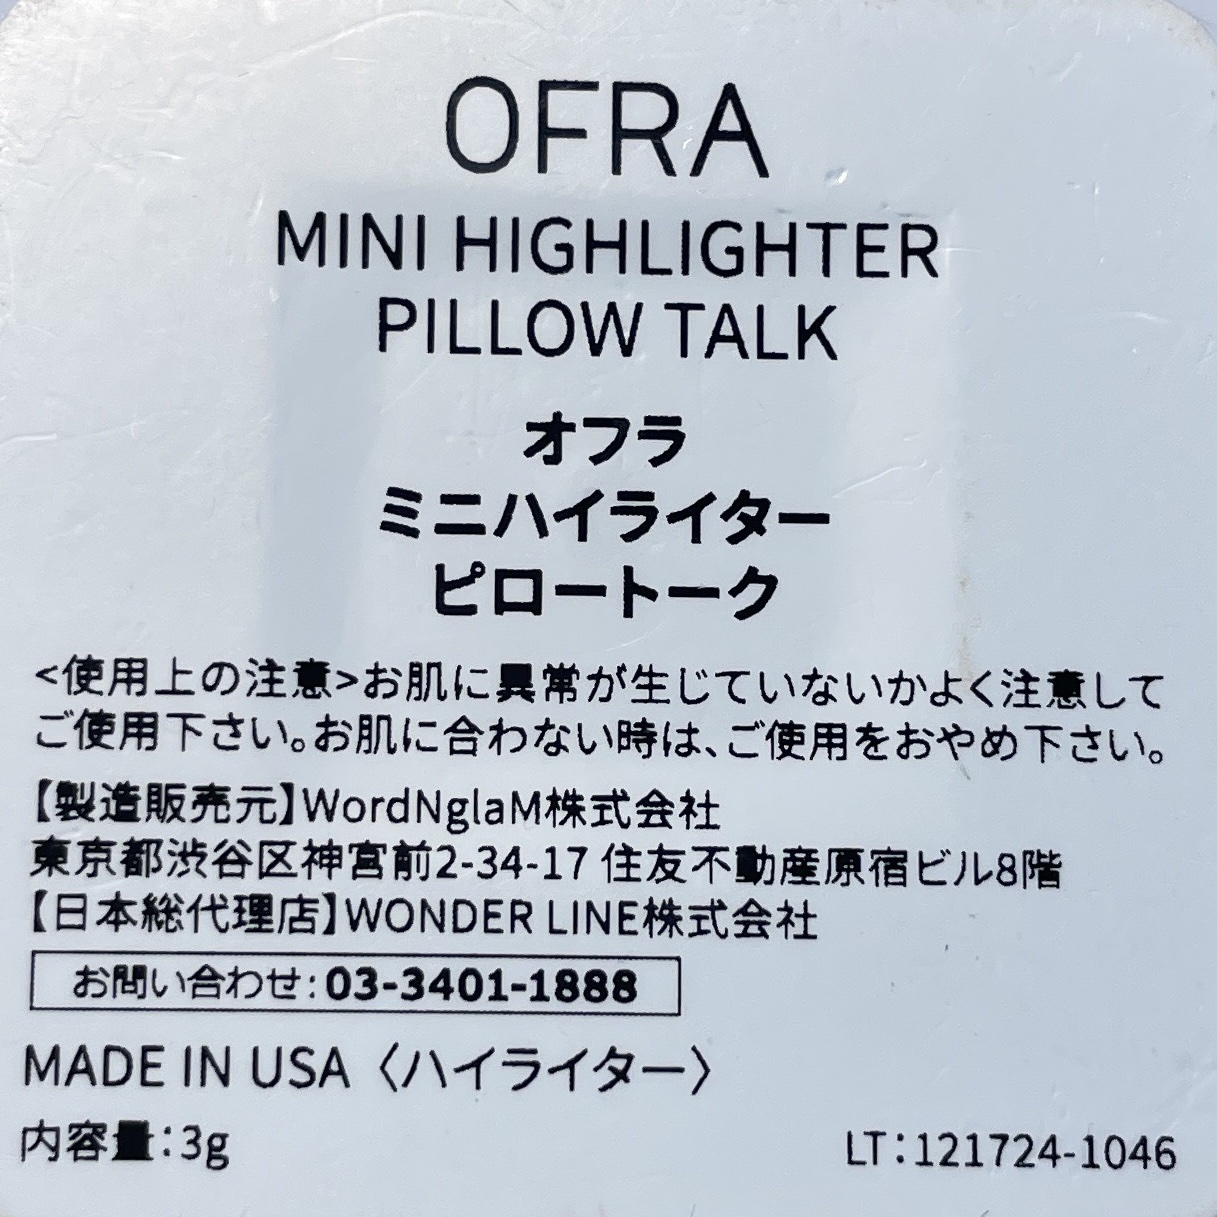 OFRA
MINI HIGHLIGHTER
PILLOW TALK
オフラ
ミニハイライター
ピロートーク
<使用上の注意>お肌に異常が生じていないかよく注意して
ご使用下さい。お肌に合わない時は、ご使用をおやめ下さい。
【製造販売元】WordNglaM株式会社
東京都渋谷区神宮前2-34-17 住友不動産原宿ビル8階
【日本総代理店】WONDER LINE株式会社
お問い合わせ:03-3401-1888
MADE IN USA〈ハイライター〉
内容量:3g
LT:121724-1046